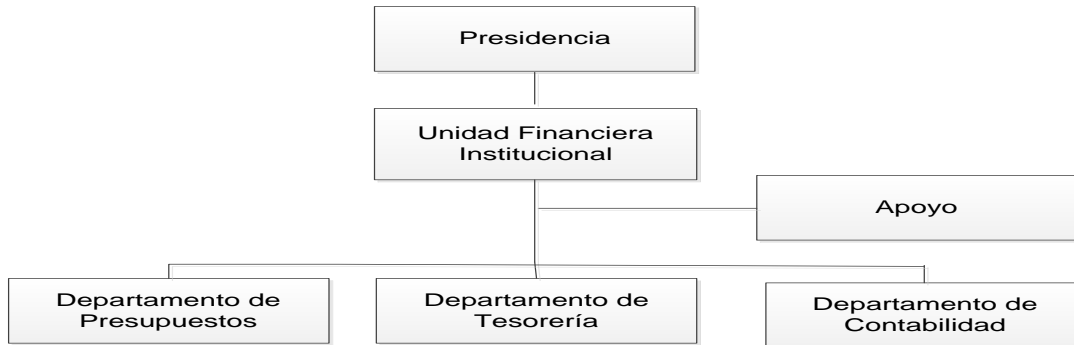 Presidencia
Unidad Financiera
Institucional
Apoyo
Departamento de
Presupuestos
Departamento de
Tesorería
Departamento de
Contabilidad